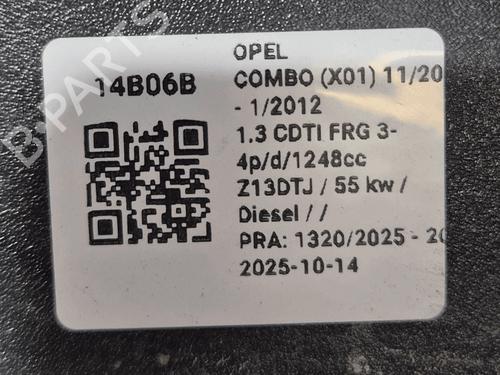 B-PARTS
14B06B
OPEL
COMBO (X01) 11/20
- 1/2012
1.3 CDTI FRG 3-
4p/d/1248cc
Z13DTJ / 55 kw /
Diesel / /
PRA: 1320/2025 - 20
2025-10-14